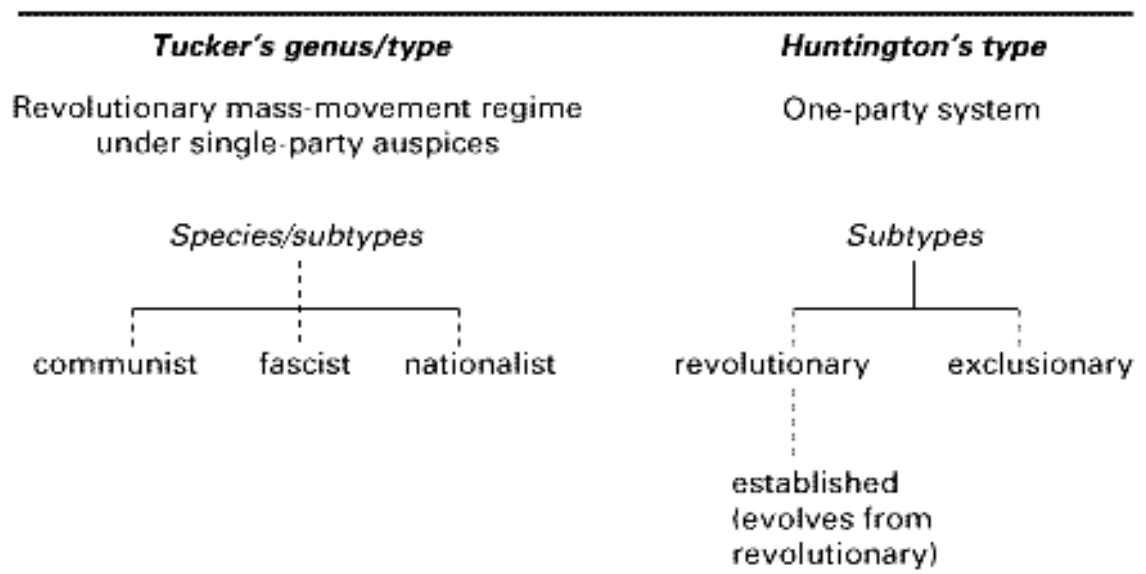 Tucker's genus/type
Revolutionary mass-movement regime
under single-party auspices
Species/subtypes
communist fascist nationalist
Huntington's type
One-party system
Subtypes
revolutionary exclusionary
established
(evolves from
revolutionary)